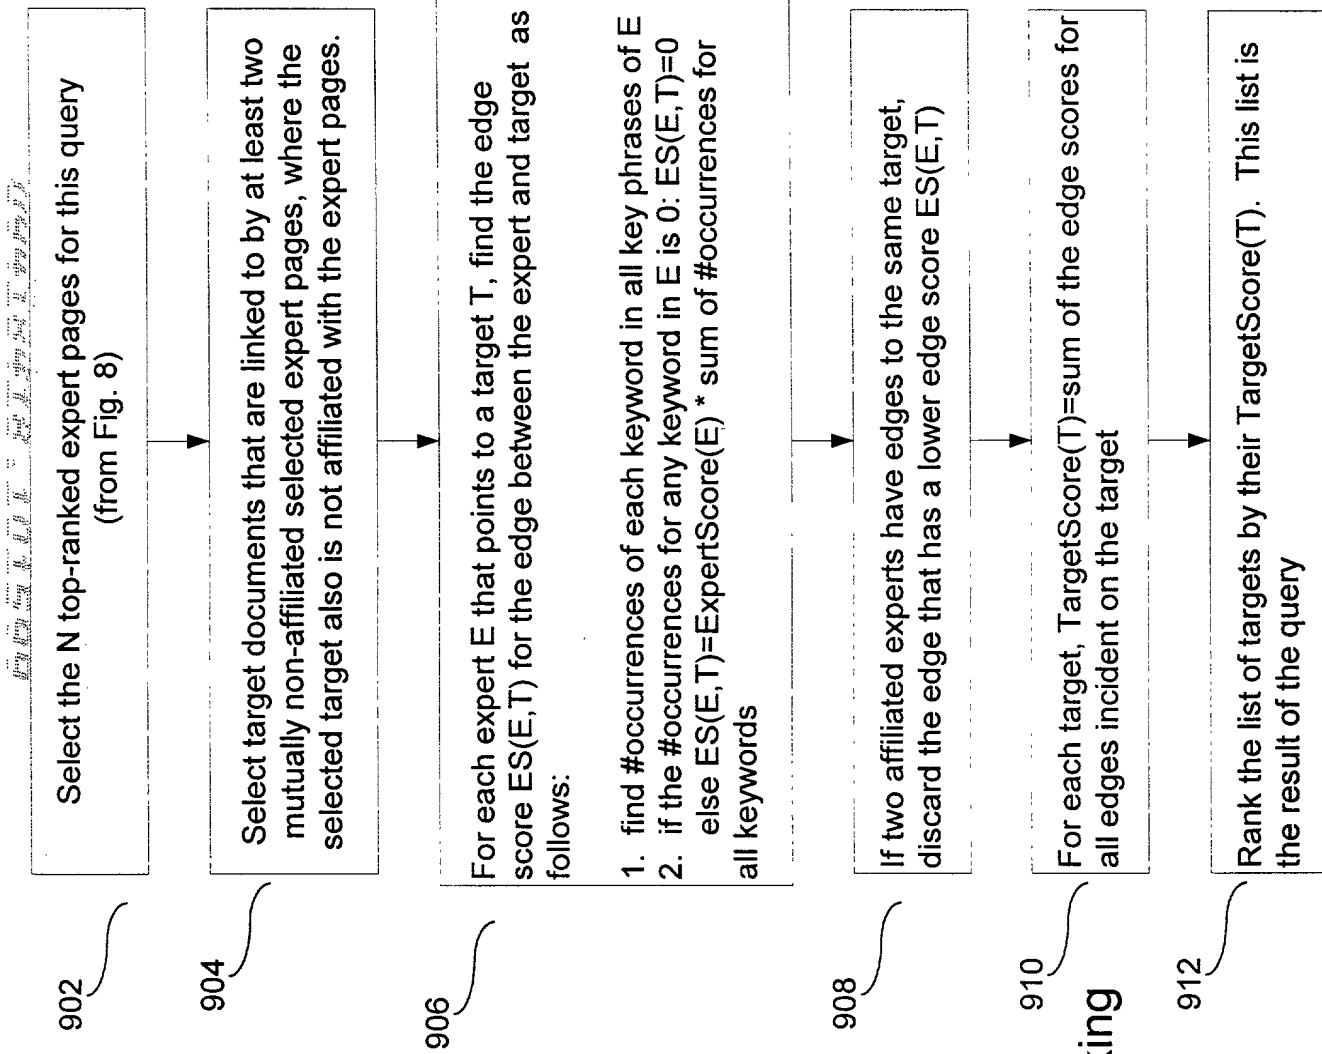 902
Select the N top-ranked expert pages for this query
(from Fig. 8)
904
Select target documents that are linked to by at least two
mutually non-affiliated selected expert pages, where the
selected target also is not affiliated with the expert pages.
906
For each expert E that points to a target T, find the edge
score ES(E,T) for the edge between the expert and target as
follows:
1. find #occurrences of each keyword in all key phrases of E
2. if the #occurrences for any keyword in E is 0: ES(E,T)=0
else ES(E,T)=ExpertScore(E) * sum of #occurrences for
all keywords
908
If two affiliated experts have edges to the same target,
discard the edge that has a lower edge score ES(E,T)
910
For each target, TargetScore(T)=sum of the edge scores for
all edges incident on the target
912
Rank the list of targets by their TargetScore(T). This list is
the result of the query
king